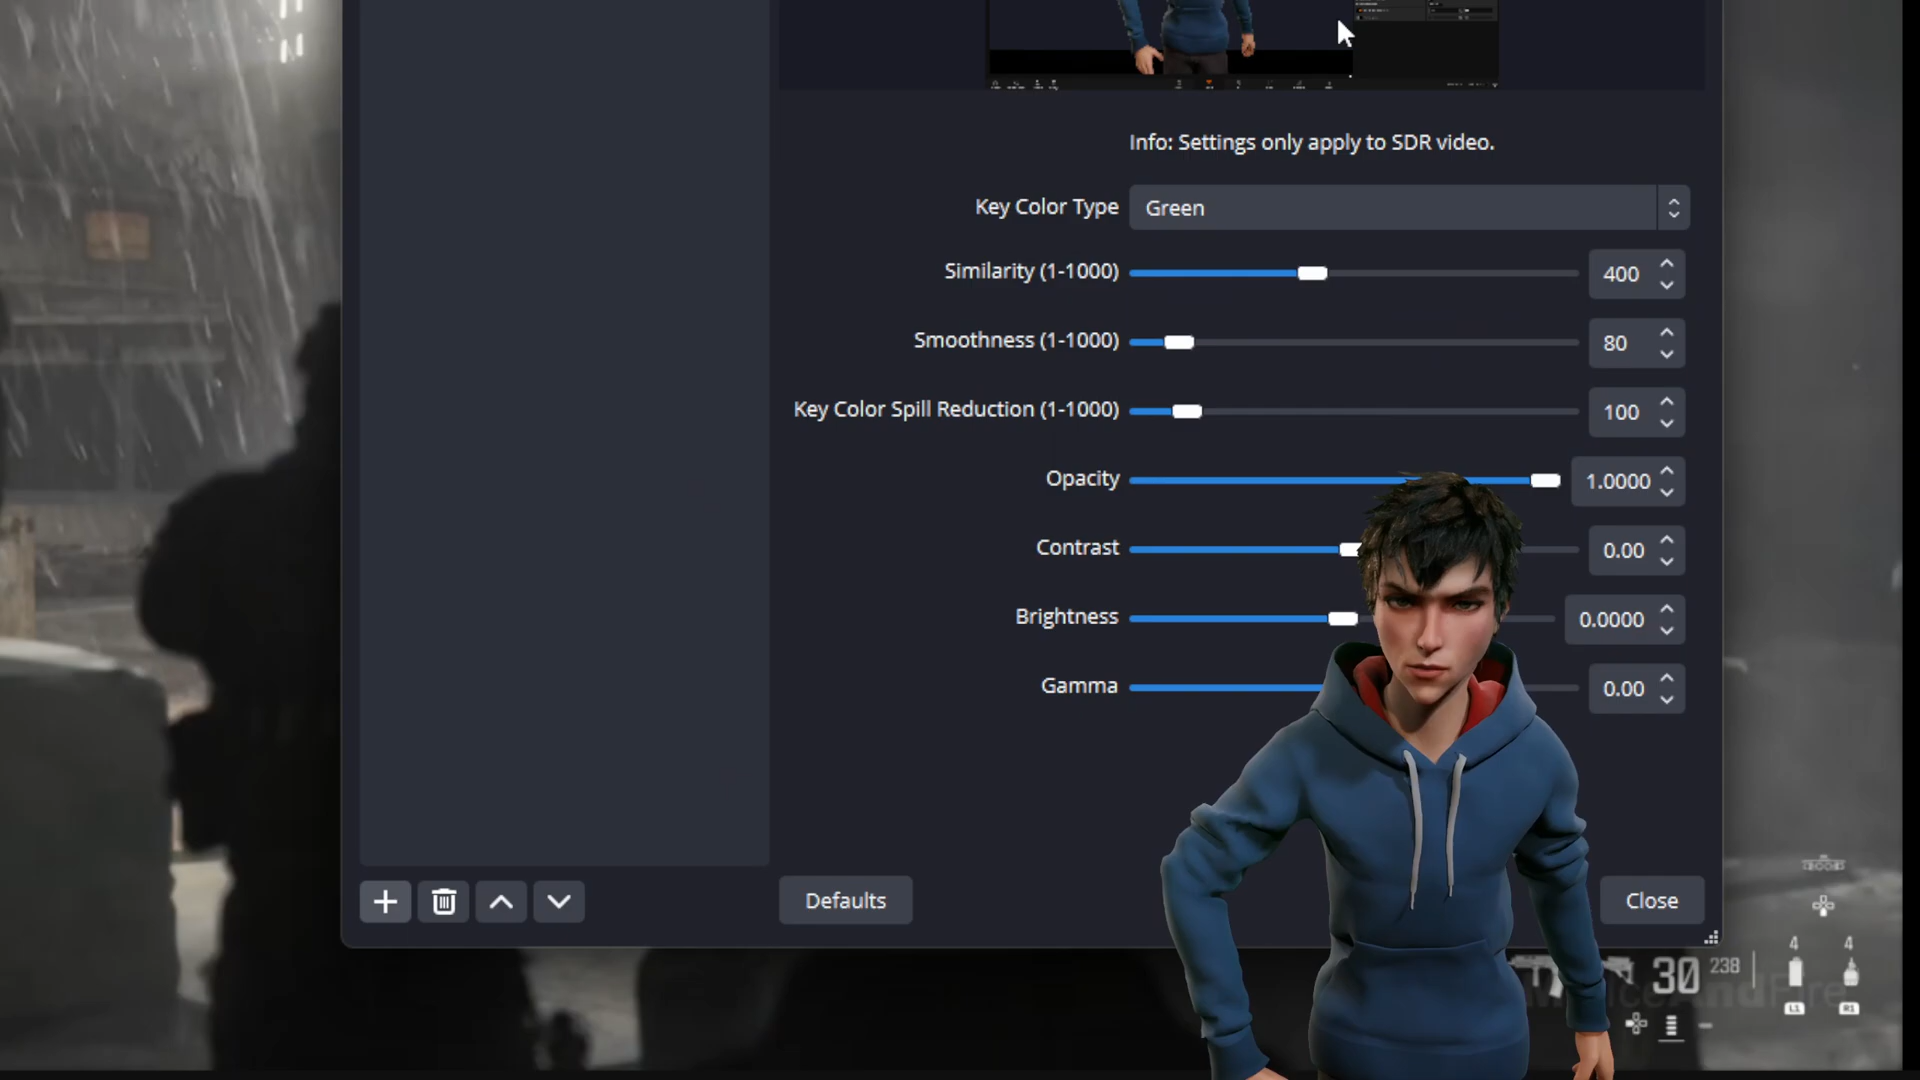 Info: Settings only apply to SDR video.
Key Color Type Green
Similarity (1-1000) 400
Smoothness (1-1000) 80
Key Color Spill Reduction (1-1000) 100
Opacity 1.0000
Contrast 0.00
Brightness 0.0000
Gamma 0.00
Defaults
Close
4 4
30 238
L1 R1